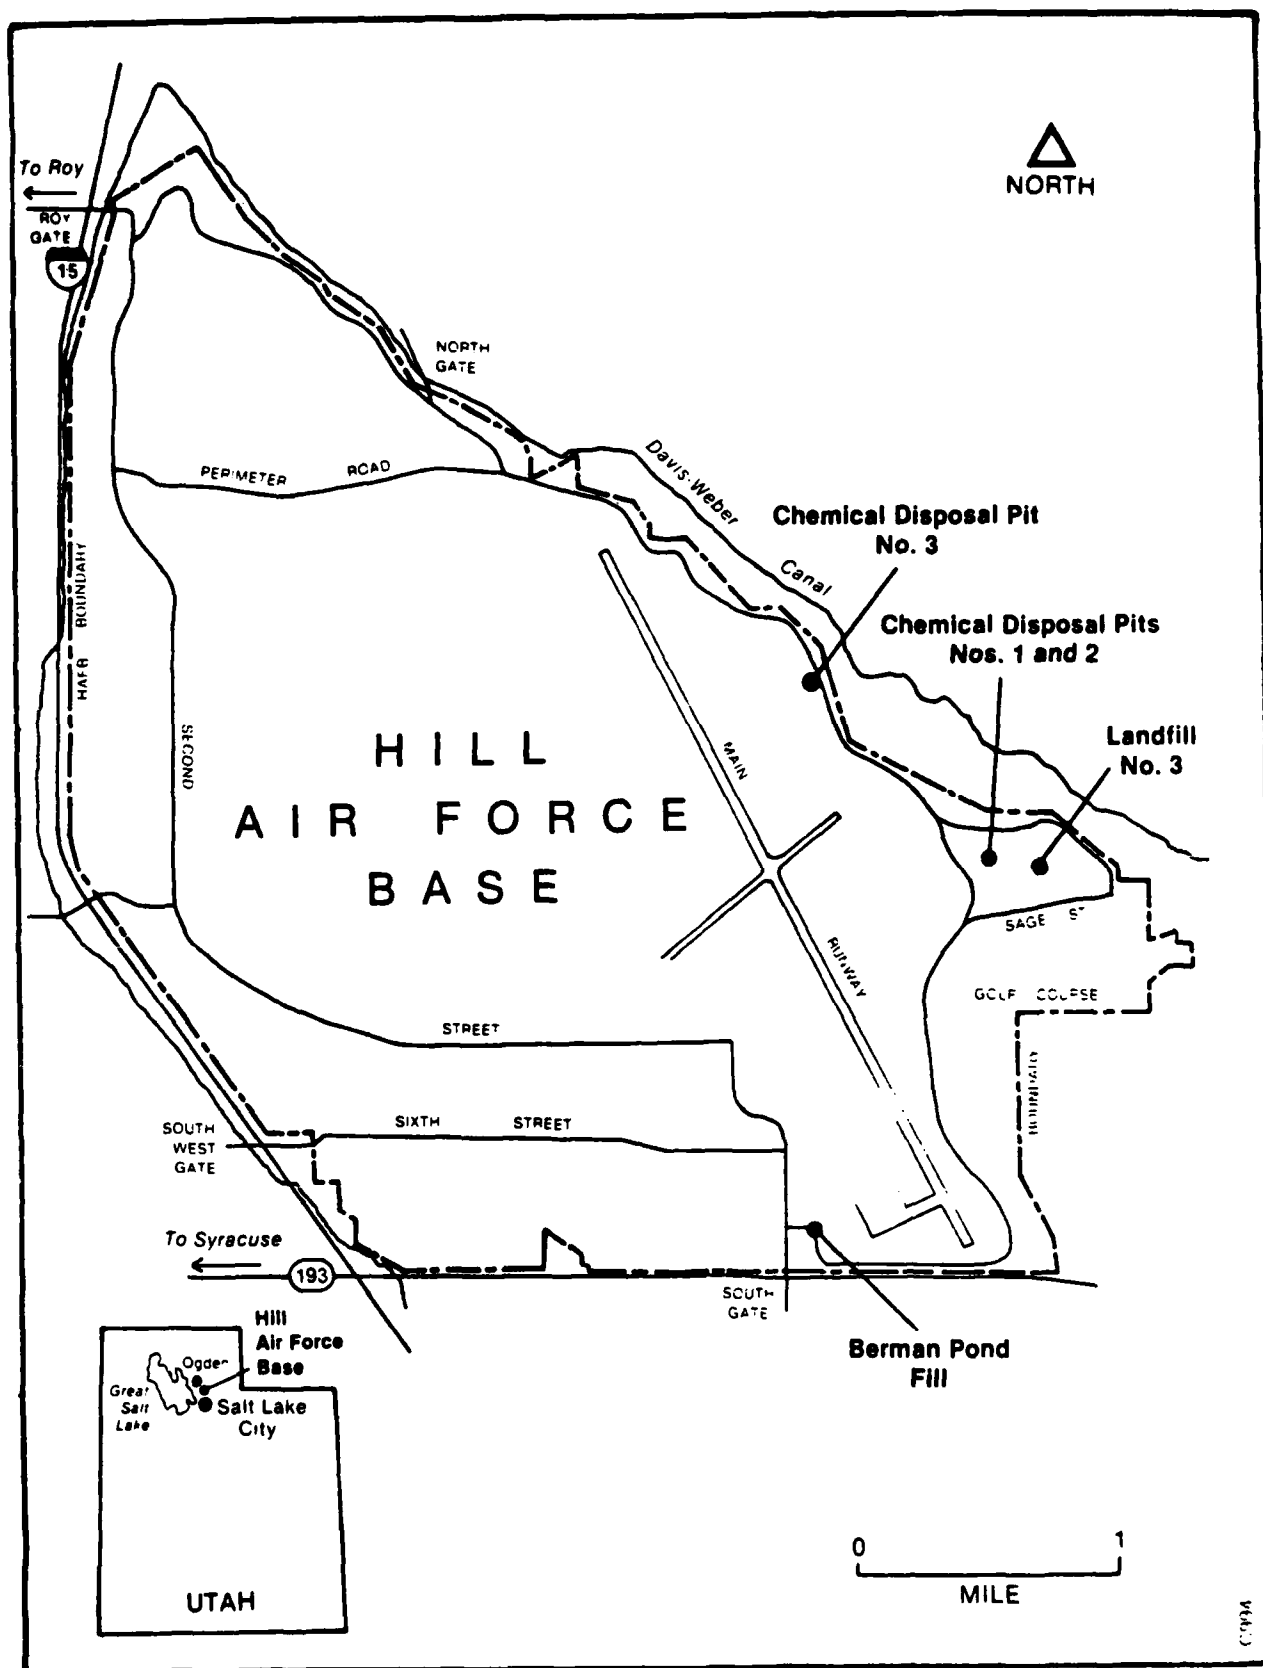 To Roy
ROY
GATE
15
NORTH
NORTH
GATE
PERIMETER ROAD
Davis-Weber
Canal
Chemical Disposal Pit
No. 3
Chemical Disposal Pits
Nos. 1 and 2
Landfill
No. 3
HAFB BOUNDARY
SECOND
HILL
AIR FORCE
BASE
MAIN
RUNWAY
SAGE ST
GOLF COURSE
BOUNDARY
STREET
SIXTH STREET
SOUTH
WEST
GATE
To Syracuse
193
SOUTH
GATE
Berman Pond
Fill
Hill
Air Force
Base
Ogden
Great
Salt
Lake
Salt Lake
City
UTAH
0 1
MILE